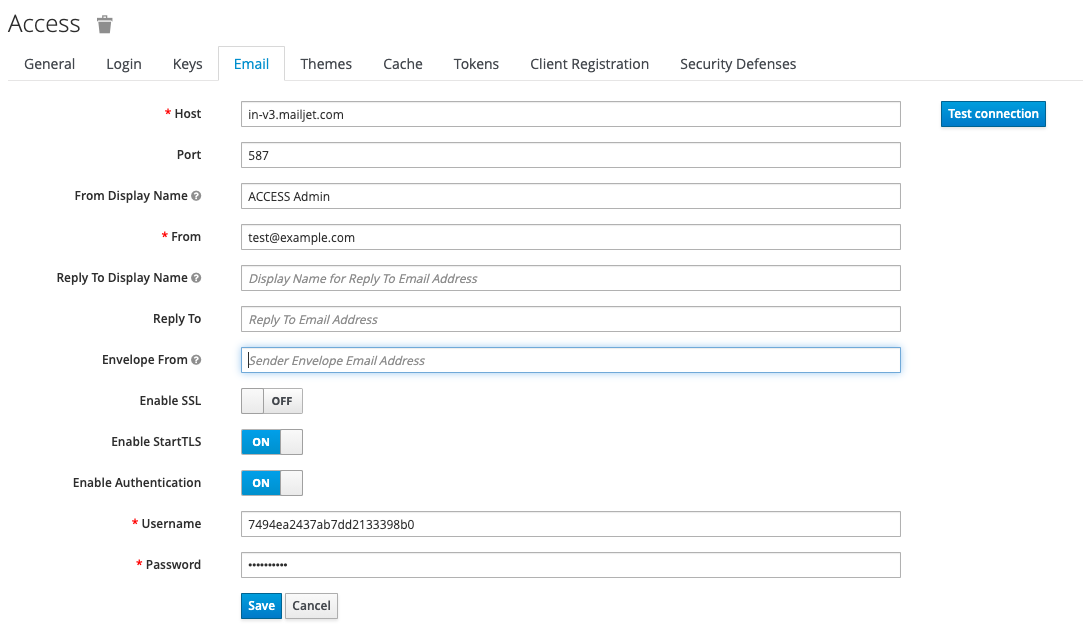 Access
General Login Keys Email Themes Cache Tokens Client Registration Security Defenses
* Host in-v3.mailjet.com Test connection
Port 587
From Display Name ? ACCESS Admin
* From test@example.com
Reply To Display Name ? Display Name for Reply To Email Address
Reply To Reply To Email Address
Envelope From ? Sender Envelope Email Address
Enable SSL OFF
Enable StartTLS ON
Enable Authentication ON
* Username 7494ea2437ab7dd2133398b0
* Password ••••••••••
Save Cancel